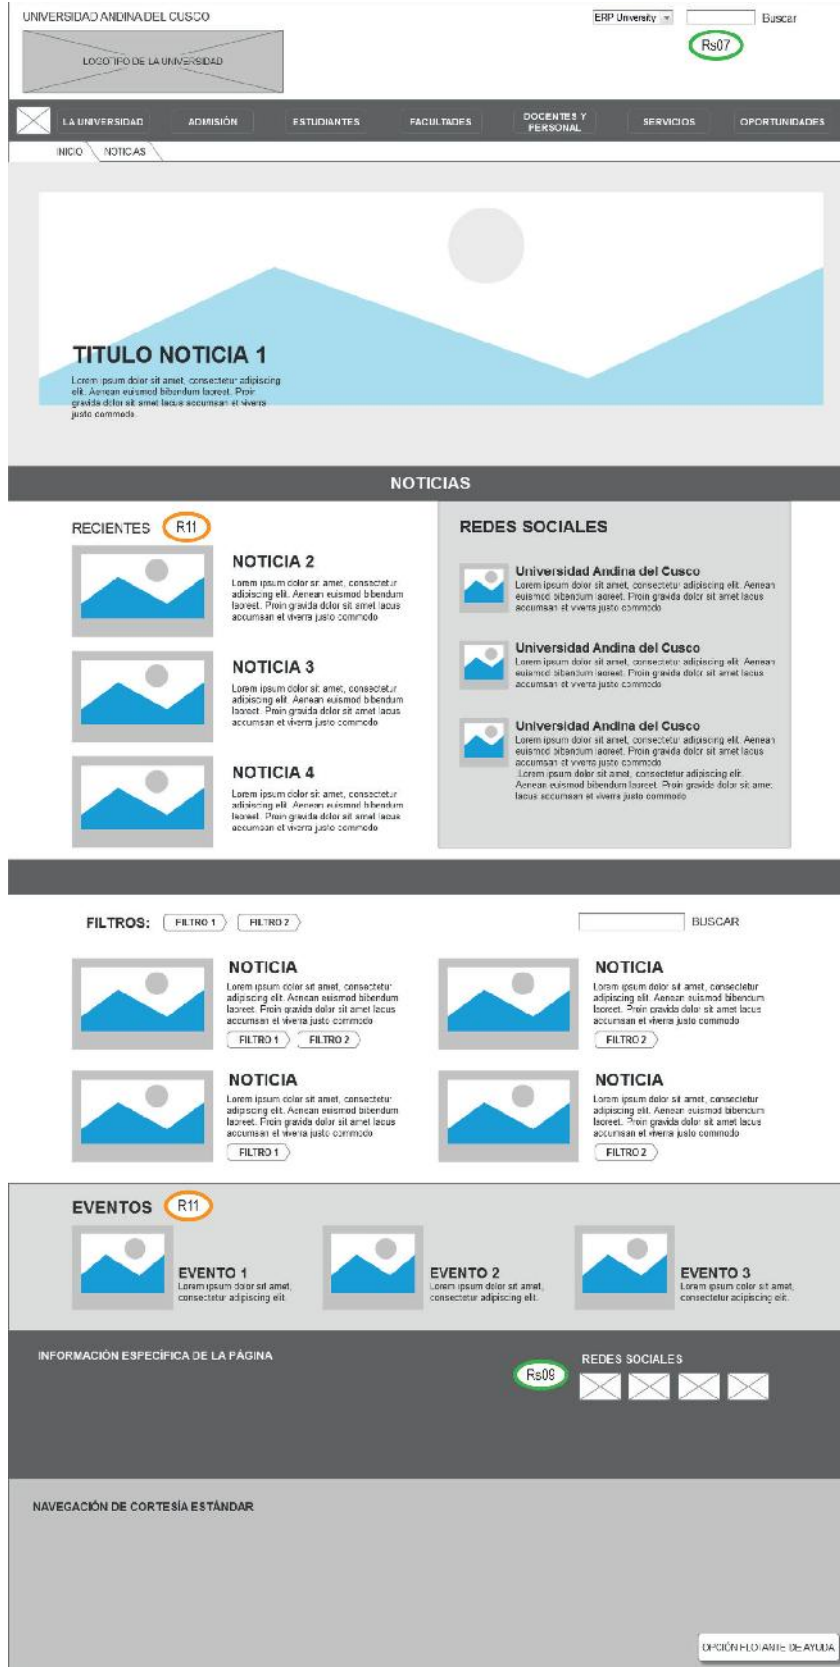 UNIVERSIDAD ANDINA DEL CUSCO
ERP University
Buscar
Rs07
LOGOTIPO DE LA UNIVERSIDAD
LA UNIVERSIDAD
ADMISIÓN
ESTUDIANTES
FACULTADES
DOCENTES Y
PERSONAL
SERVICIOS
OPORTUNIDADES
INICIO
NOTICIAS
TITULO NOTICIA 1
Lorem ipsum dolor sit amet, consectetur adipiscing
elit. Aenean euismod bibendum laoreet. Proin
gravida dolor sit amet lacus accumsan et viverra
justo commodo.
NOTICIAS
RECIENTES
R11
NOTICIA 2
Lorem ipsum dolor sit amet, consectetur
adipiscing elit. Aenean euismod bibendum
laoreet. Proin gravida dolor sit amet lacus
accumsan et viverra justo commodo
NOTICIA 3
Lorem ipsum dolor sit amet, consectetur
adipiscing elit. Aenean euismod bibendum
laoreet. Proin gravida dolor sit amet lacus
accumsan et viverra justo commodo
NOTICIA 4
Lorem ipsum dolor sit amet, consectetur
adipiscing elit. Aenean euismod bibendum
laoreet. Proin gravida dolor sit amet lacus
accumsan et viverra justo commodo
REDES SOCIALES
Universidad Andina del Cusco
Lorem ipsum dolor sit amet, consectetur adipiscing elit. Aenean
euismod bibendum laoreet. Proin gravida dolor sit amet lacus
accumsan et viverra justo commodo
Universidad Andina del Cusco
Lorem ipsum dolor sit amet, consectetur adipiscing elit. Aenean
euismod bibendum laoreet. Proin gravida dolor sit amet lacus
accumsan et viverra justo commodo
Universidad Andina del Cusco
Lorem ipsum dolor sit amet, consectetur adipiscing elit. Aenean
euismod bibendum laoreet. Proin gravida dolor sit amet lacus
accumsan et viverra justo commodo
.Lorem ipsum dolor sit amet, consectetur adipiscing elit.
Aenean euismod bibendum laoreet. Proin gravida dolor sit amet
lacus accumsan et viverra justo commodo
FILTROS:
FILTRO 1
FILTRO 2
BUSCAR
NOTICIA
Lorem ipsum dolor sit amet, consectetur
adipiscing elit. Aenean euismod bibendum
laoreet. Proin gravida dolor sit amet lacus
accumsan et viverra justo commodo
FILTRO 1
FILTRO 2
NOTICIA
Lorem ipsum dolor sit amet, consectetur
adipiscing elit. Aenean euismod bibendum
laoreet. Proin gravida dolor sit amet lacus
accumsan et viverra justo commodo
FILTRO 2
NOTICIA
Lorem ipsum dolor sit amet, consectetur
adipiscing elit. Aenean euismod bibendum
laoreet. Proin gravida dolor sit amet lacus
accumsan et viverra justo commodo
FILTRO 1
NOTICIA
Lorem ipsum dolor sit amet, consectetur
adipiscing elit. Aenean euismod bibendum
laoreet. Proin gravida dolor sit amet lacus
accumsan et viverra justo commodo
FILTRO 2
EVENTOS
R11
EVENTO 1
Lorem ipsum dolor sit amet,
consectetur adipiscing elit.
EVENTO 2
Lorem ipsum dolor sit amet,
consectetur adipiscing elit.
EVENTO 3
Lorem ipsum dolor sit amet,
consectetur adipiscing elit.
INFORMACIÓN ESPECÍFICA DE LA PÁGINA
Rs09
REDES SOCIALES
NAVEGACIÓN DE CORTESÍA ESTÁNDAR
OPCIÓN FLOTANTE DE AYUDA